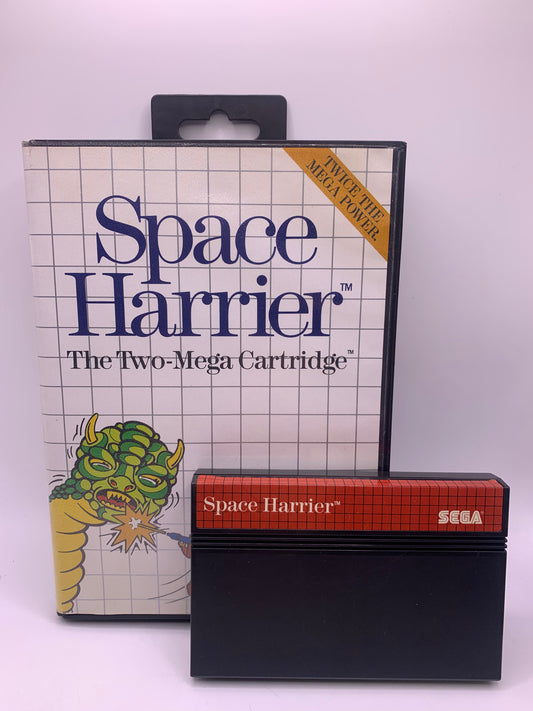 TWICE THE
MEGA POWER.
Space
Harrier™
The Two-Mega Cartridge™
Space Harrier™
SEGA